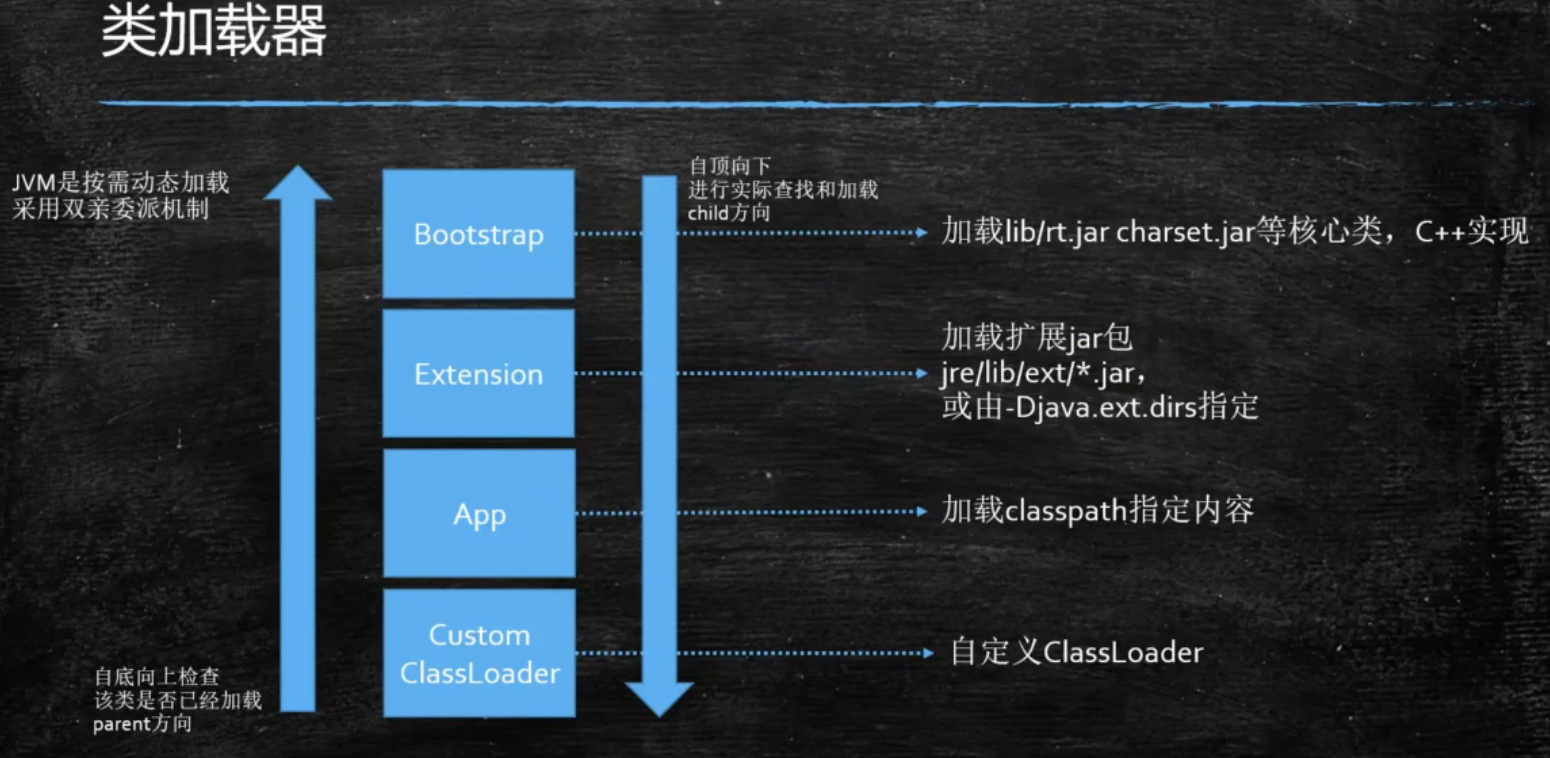 类加载器
JVM是按需动态加载
采用双亲委派机制
自顶向下
进行实际查找和加载
child方向
Bootstrap
加载lib/rt.jar charset.jar等核心类，C++实现
Extension
加载扩展jar包
jre/lib/ext/*.jar，
或由-Djava.ext.dirs指定
App
加载classpath指定内容
Custom
ClassLoader
自定义ClassLoader
自底向上检查
该类是否已经加载
parent方向